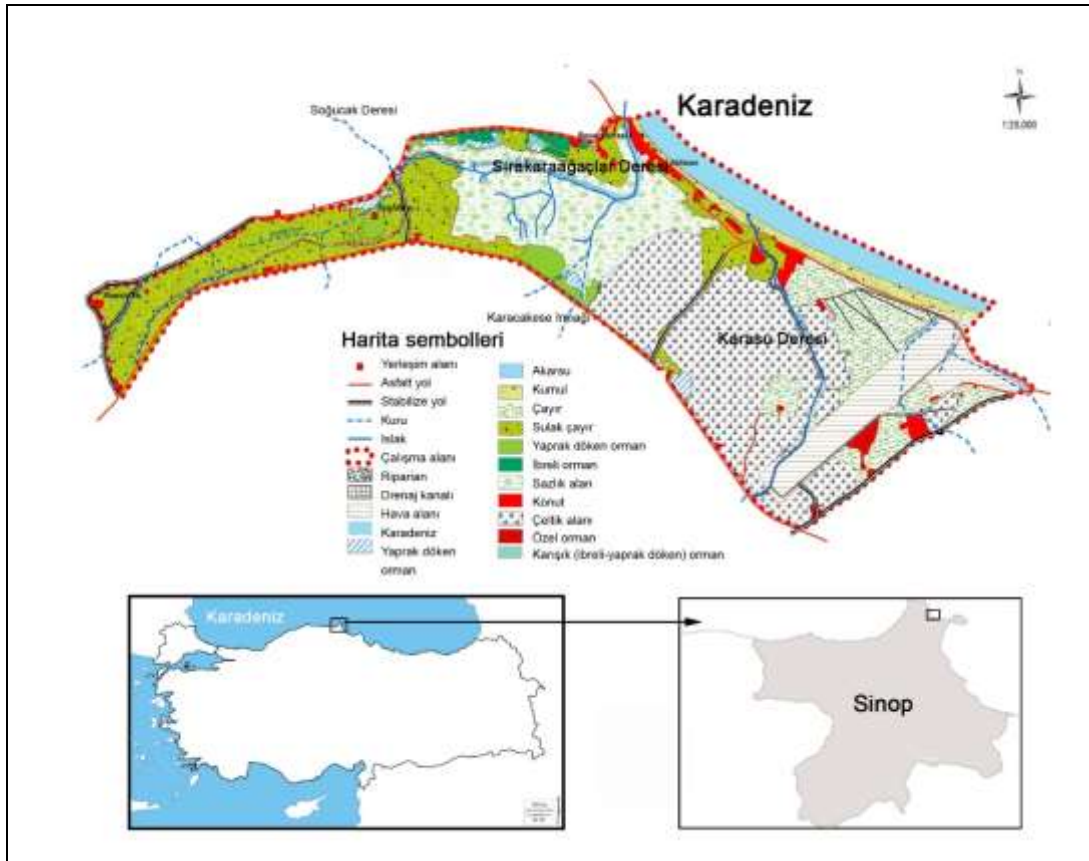 Karadeniz
1:25,000
Soğucak Deresi
Sırakaraağaçlar Deresi
Karacakese Irmağı
Karasu Deresi
Harita sembolleri
Yerleşim alanı
Asfalt yol
Stabilize yol
Kuru
Islak
Çalışma alanı
Riparian
Drenaj kanalı
Hava alanı
Karadeniz
Yaprak döken
orman
Akarsu
Kumul
Çayır
Sulak çayır
Yaprak döken orman
İbreli orman
Sazlık alan
Konut
Çeltik alanı
Özel orman
Karışık (ibreli-yaprak döken) orman
Karadeniz
Sinop